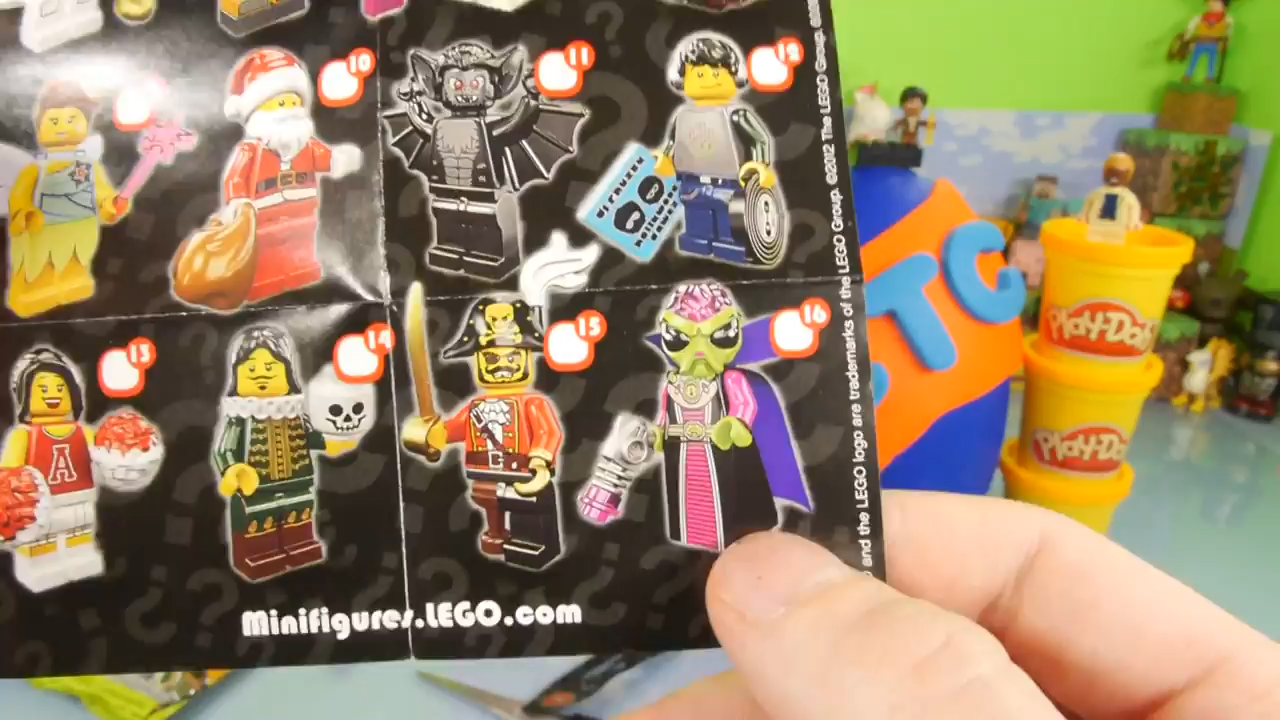 10
11
12
13
A
14
15
16
Minifigures.LEGO.com
and the LEGO logo are trademarks of the LEGO Group. ©2012 The LEGO Group.
TC
Play-Doh
Play-Doh